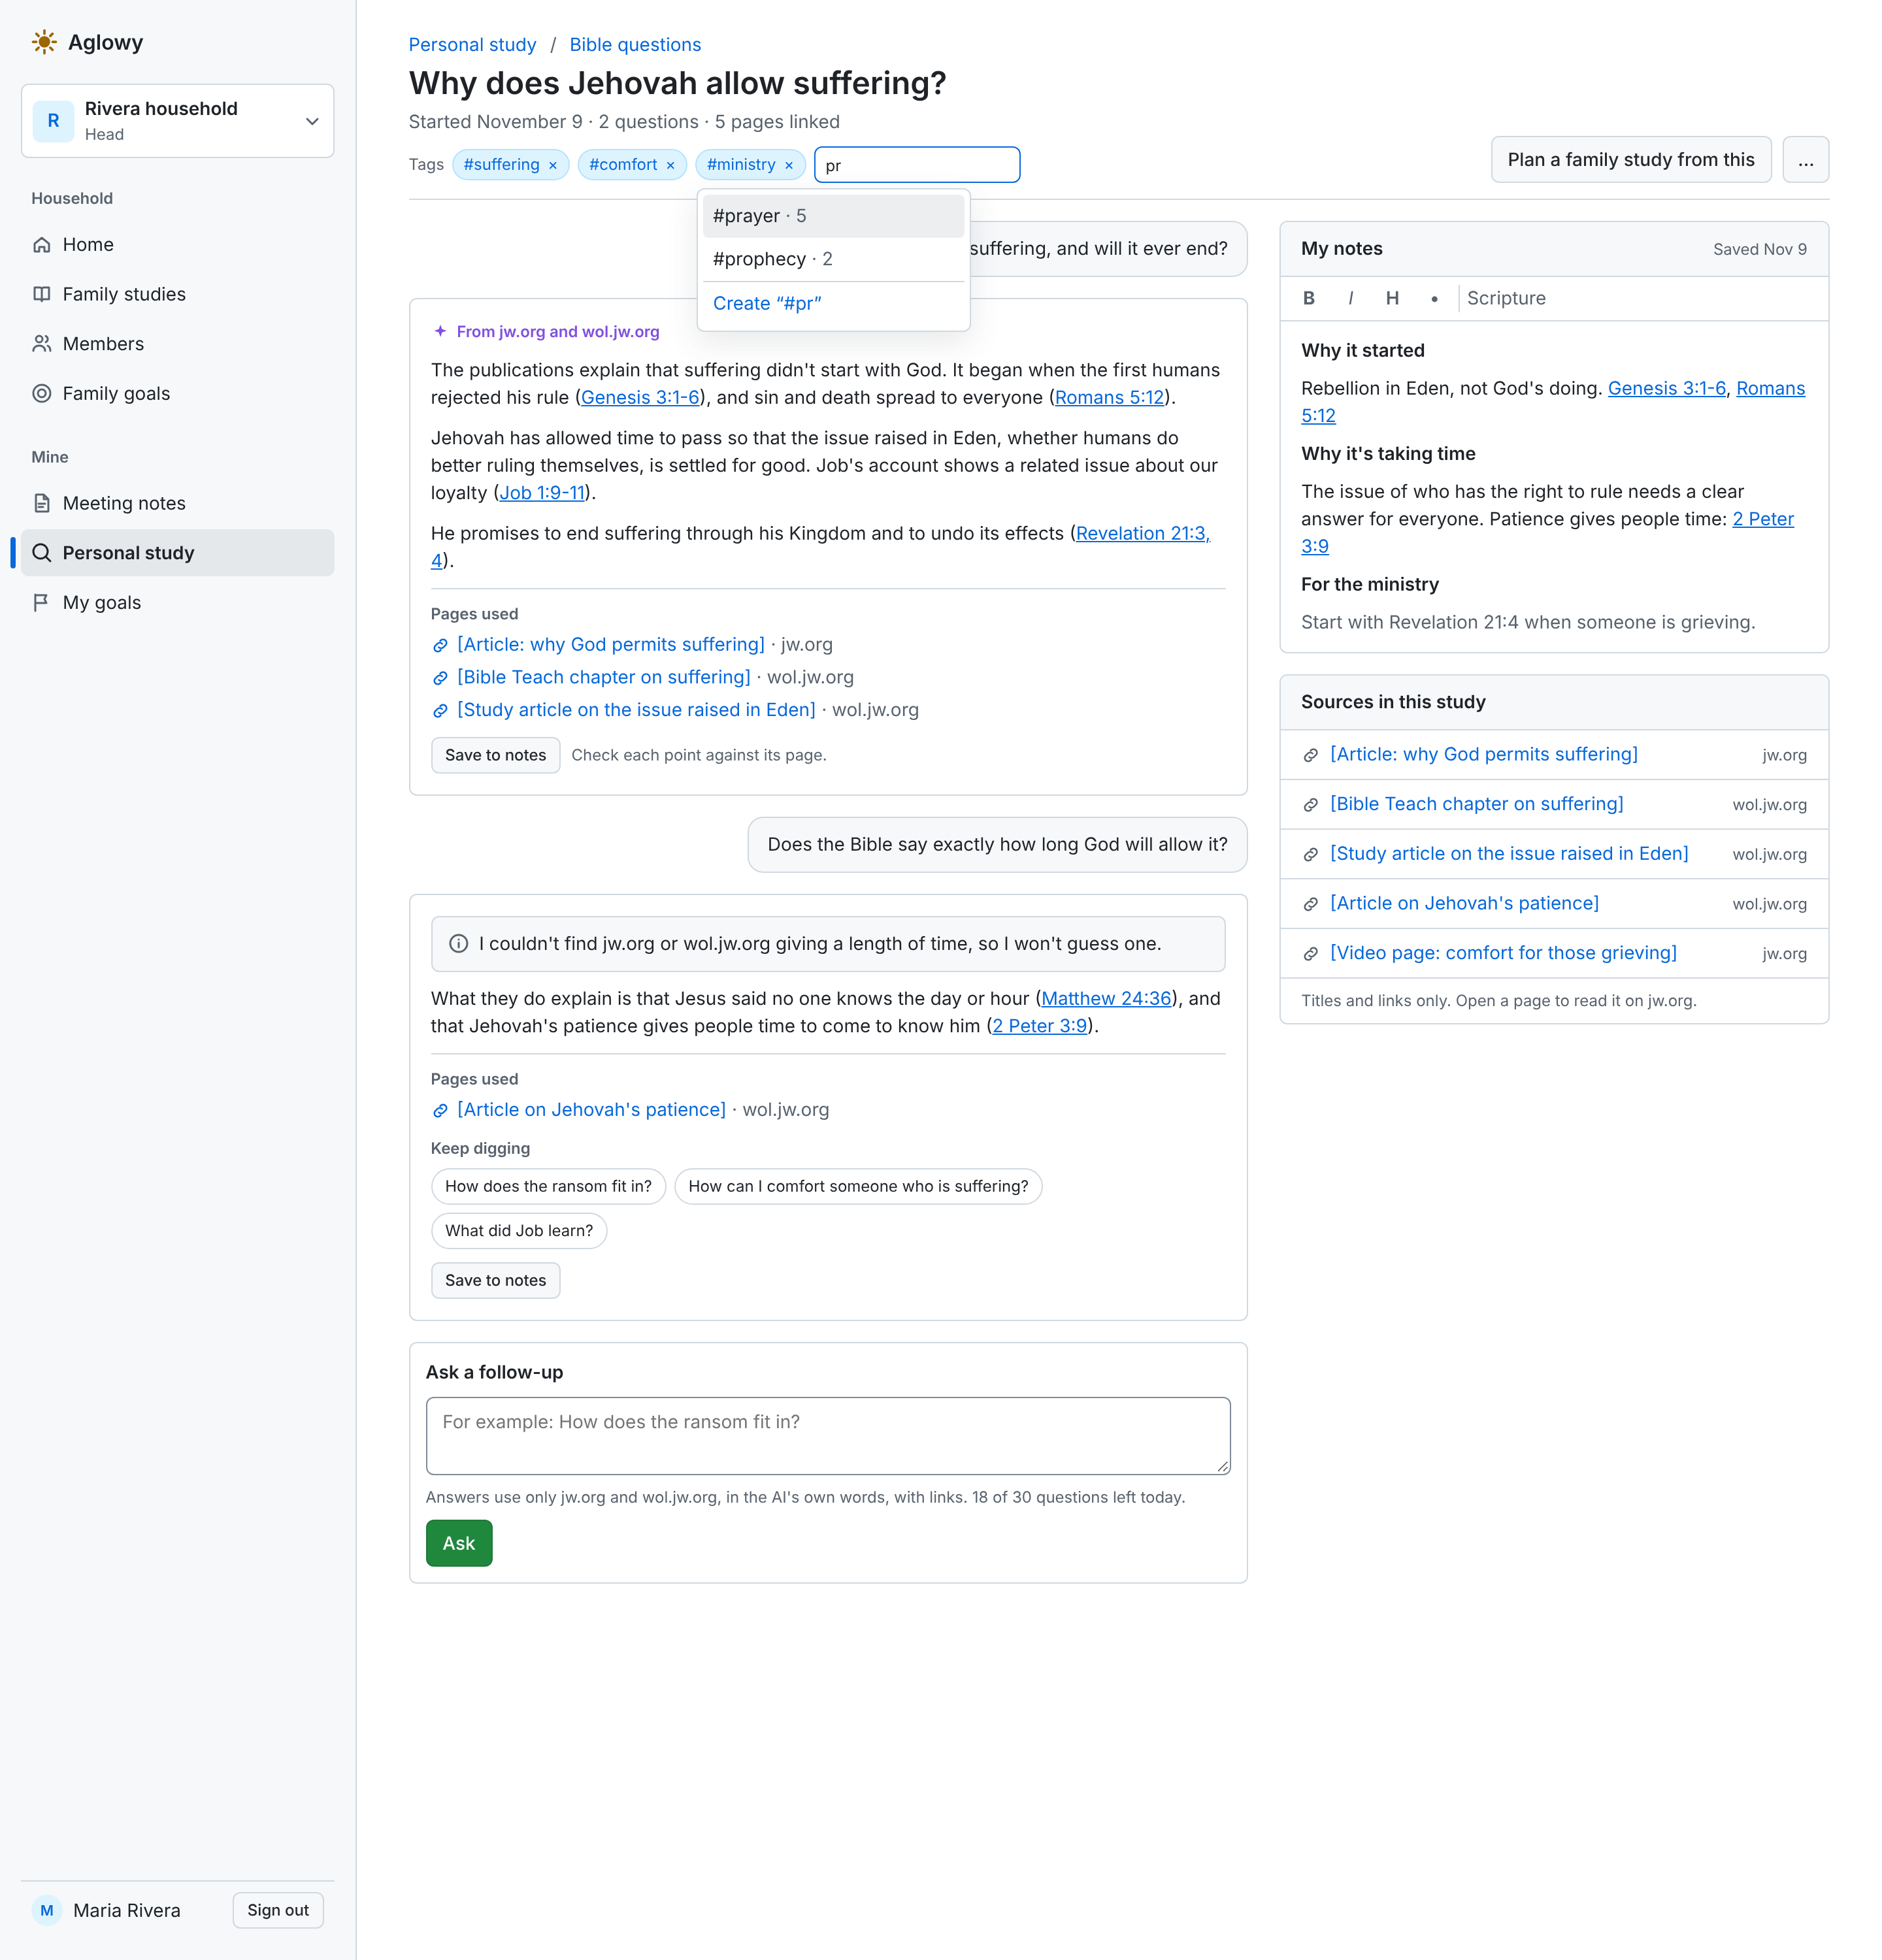 Aglowy
R
Rivera household
Head
Household
Home
Family studies
Members
Family goals
Mine
Meeting notes
Personal study
My goals
M
Maria Rivera
Sign out
Personal study / Bible questions
Why does Jehovah allow suffering?
Started November 9 · 2 questions · 5 pages linked
Tags #suffering × #comfort × #ministry × pr
Plan a family study from this
...
#prayer · 5
#prophecy · 2
Create “#pr”
suffering, and will it ever end?
From jw.org and wol.jw.org
The publications explain that suffering didn't start with God. It began when the first humans
rejected his rule (Genesis 3:1-6), and sin and death spread to everyone (Romans 5:12).
Jehovah has allowed time to pass so that the issue raised in Eden, whether humans do
better ruling themselves, is settled for good. Job's account shows a related issue about our
loyalty (Job 1:9-11).
He promises to end suffering through his Kingdom and to undo its effects (Revelation 21:3,
4).
Pages used
[Article: why God permits suffering] · jw.org
[Bible Teach chapter on suffering] · wol.jw.org
[Study article on the issue raised in Eden] · wol.jw.org
Save to notes
Check each point against its page.
Does the Bible say exactly how long God will allow it?
I couldn't find jw.org or wol.jw.org giving a length of time, so I won't guess one.
What they do explain is that Jesus said no one knows the day or hour (Matthew 24:36), and
that Jehovah's patience gives people time to come to know him (2 Peter 3:9).
Pages used
[Article on Jehovah's patience] · wol.jw.org
Keep digging
How does the ransom fit in?
How can I comfort someone who is suffering?
What did Job learn?
Save to notes
Ask a follow-up
For example: How does the ransom fit in?
Answers use only jw.org and wol.jw.org, in the AI's own words, with links. 18 of 30 questions left today.
Ask
My notes
Saved Nov 9
B I H • Scripture
Why it started
Rebellion in Eden, not God's doing. Genesis 3:1-6, Romans
5:12
Why it's taking time
The issue of who has the right to rule needs a clear
answer for everyone. Patience gives people time: 2 Peter
3:9
For the ministry
Start with Revelation 21:4 when someone is grieving.
Sources in this study
[Article: why God permits suffering] jw.org
[Bible Teach chapter on suffering] wol.jw.org
[Study article on the issue raised in Eden] wol.jw.org
[Article on Jehovah's patience] wol.jw.org
[Video page: comfort for those grieving] jw.org
Titles and links only. Open a page to read it on jw.org.